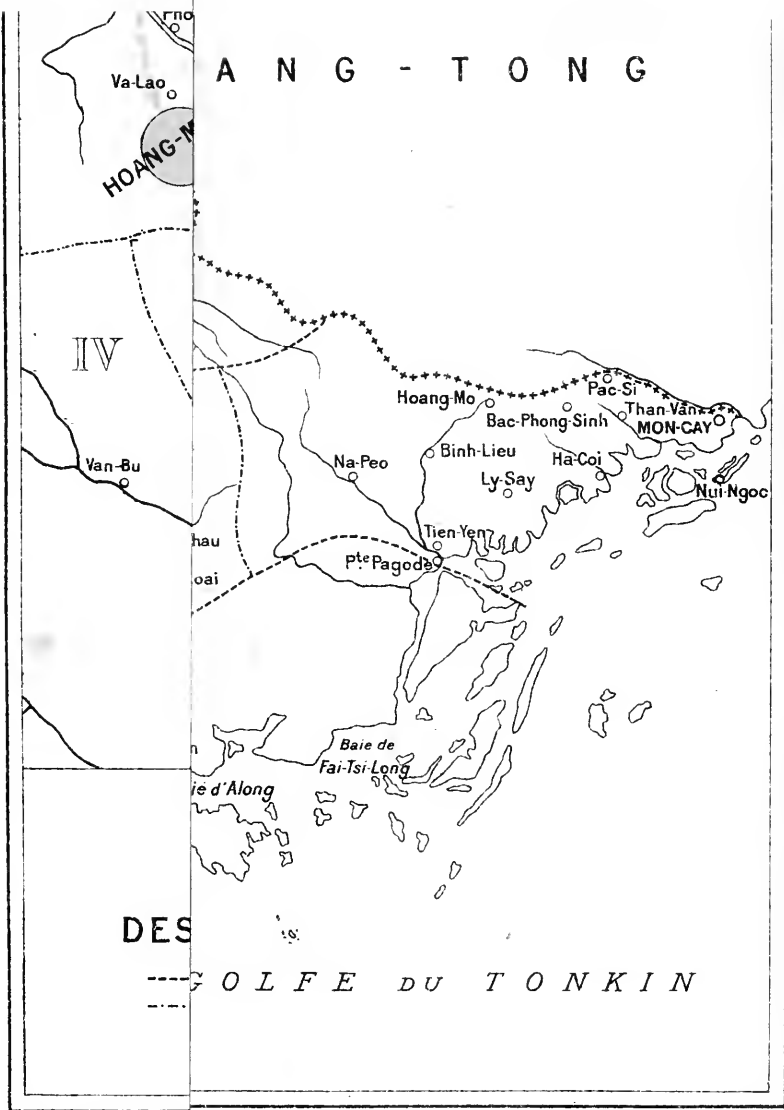 Va-Lao
ANG-TONG
HOANG-M
IV
Hoang-Mo
Pac-Si
Bac-Phong-Sinh
Than-Van
MON-CAY
Van-Bu
Na-Peo
Binh-Lieu
Ha-Coi
Ly-Say
Nui-Ngoc
hau
Tien-Yen
Pte Pagode
oai
Baie de
Fai-Tsi-Long
ie d'Along
DES
GOLFE DU TONKIN